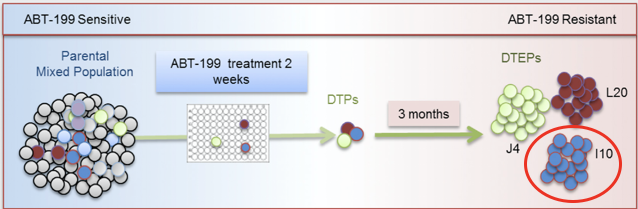 ABT-199 Sensitive
ABT-199 Resistant
Parental
Mixed Population
ABT-199 treatment 2
weeks
DTPs
3 months
DTEPs
L20
J4
I10